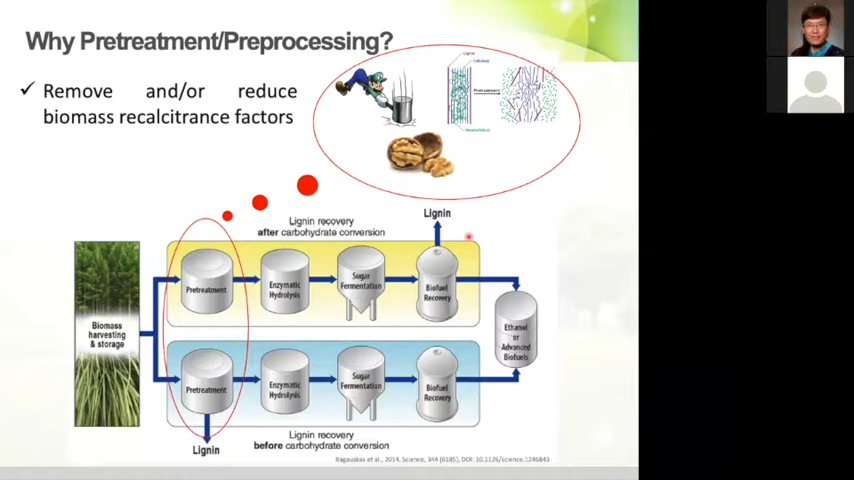 Why Pretreatment/Preprocessing?
✓ Remove and/or reduce
biomass recalcitrance factors
Lignin
Cellulose
Pretreatment
Hemicellulose
Lignin recovery
after carbohydrate conversion
Lignin
Pretreatment
Enzymatic
Hydrolysis
Sugar
Fermentation
Biofuel
Recovery
Biomass
harvesting
& storage
Ethanol
or
Advanced
Biofuels
Pretreatment
Enzymatic
Hydrolysis
Sugar
Fermentation
Biofuel
Recovery
Lignin
Lignin recovery
before carbohydrate conversion
Ragauskas et al., 2014, Science, 344 (6185), DOI: 10.1126/science.1246843